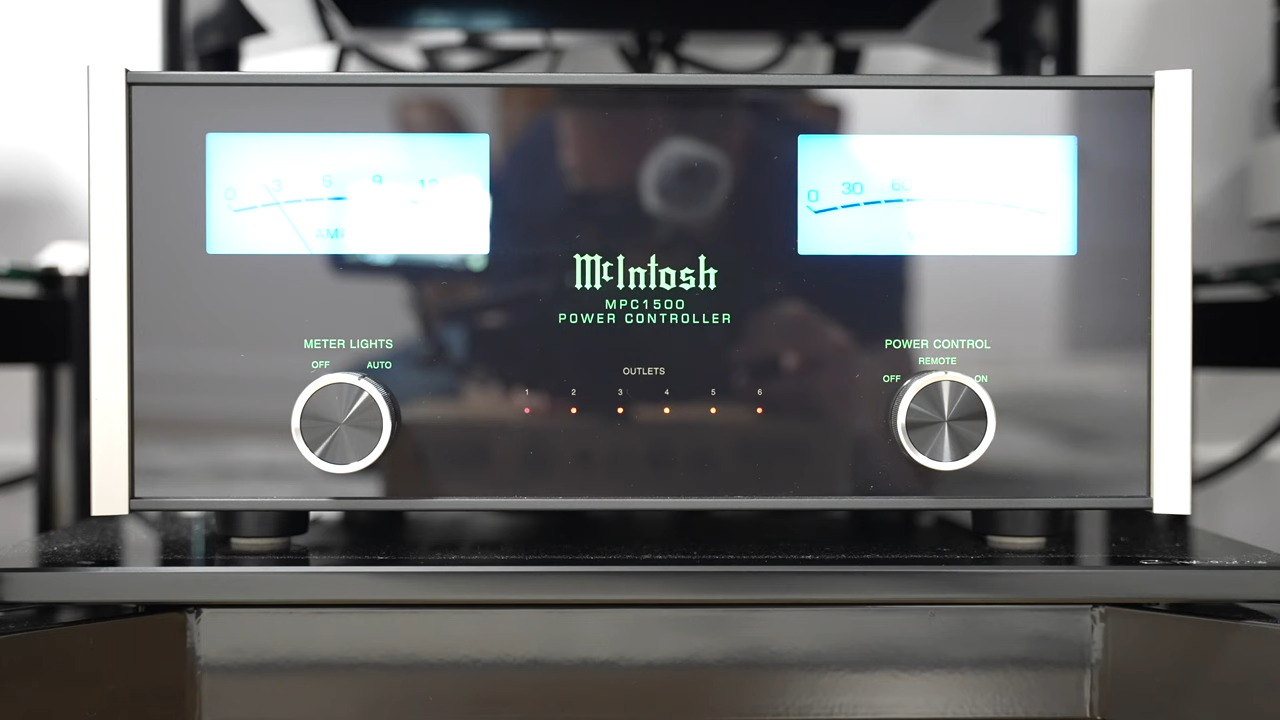 0 3 6 9 12
0 30 60
McIntosh
MPC1500
POWER CONTROLLER
METER LIGHTS
OFF AUTO
POWER CONTROL
REMOTE
OFF ON
OUTLETS
1 2 3 4 5 6